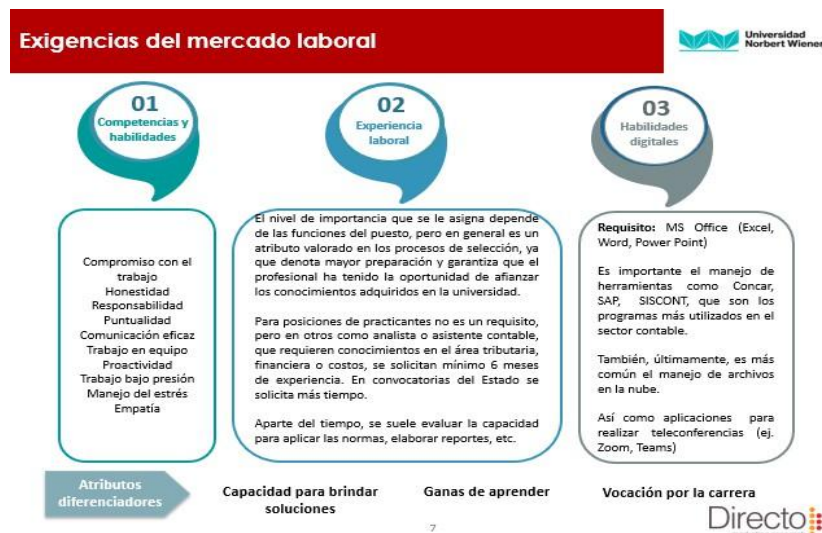 Exigencias del mercado laboral
Universidad
Norbert Wiener
01
Competencias y
habilidades
02
Experiencia
laboral
03
Habilidades
digitales
Compromiso con el
trabajo
Honestidad
Responsabilidad
Puntualidad
Comunicación eficaz
Trabajo en equipo
Proactividad
Trabajo bajo presión
Manejo del estrés
Empatía
El nivel de importancia que se le asigna depende
de las funciones del puesto, pero en general es un
atributo valorado en los procesos de selección, ya
que denota mayor preparación y garantiza que el
profesional ha tenido la oportunidad de afianzar
los conocimientos adquiridos en la universidad.
Para posiciones de practicantes no es un requisito,
pero en otros como analista o asistente contable,
que requieren conocimientos en el área tributaria,
financiera o costos, se solicitan mínimo 6 meses
de experiencia. En convocatorias del Estado se
solicita más tiempo.
Aparte del tiempo, se suele evaluar la capacidad
para aplicar las normas, elaborar reportes, etc.
Requisito: MS Office (Excel,
Word, Power Point)
Es importante el manejo de
herramientas como Concar,
SAP, SISCONT, que son los
programas más utilizados en el
sector contable.
También, últimamente, es más
común el manejo de archivos
en la nube.
Así como aplicaciones para
realizar teleconferencias (ej.
Zoom, Teams)
Atributos
diferenciadores
Capacidad para brindar
soluciones
Ganas de aprender
Vocación por la carrera
7
Directo